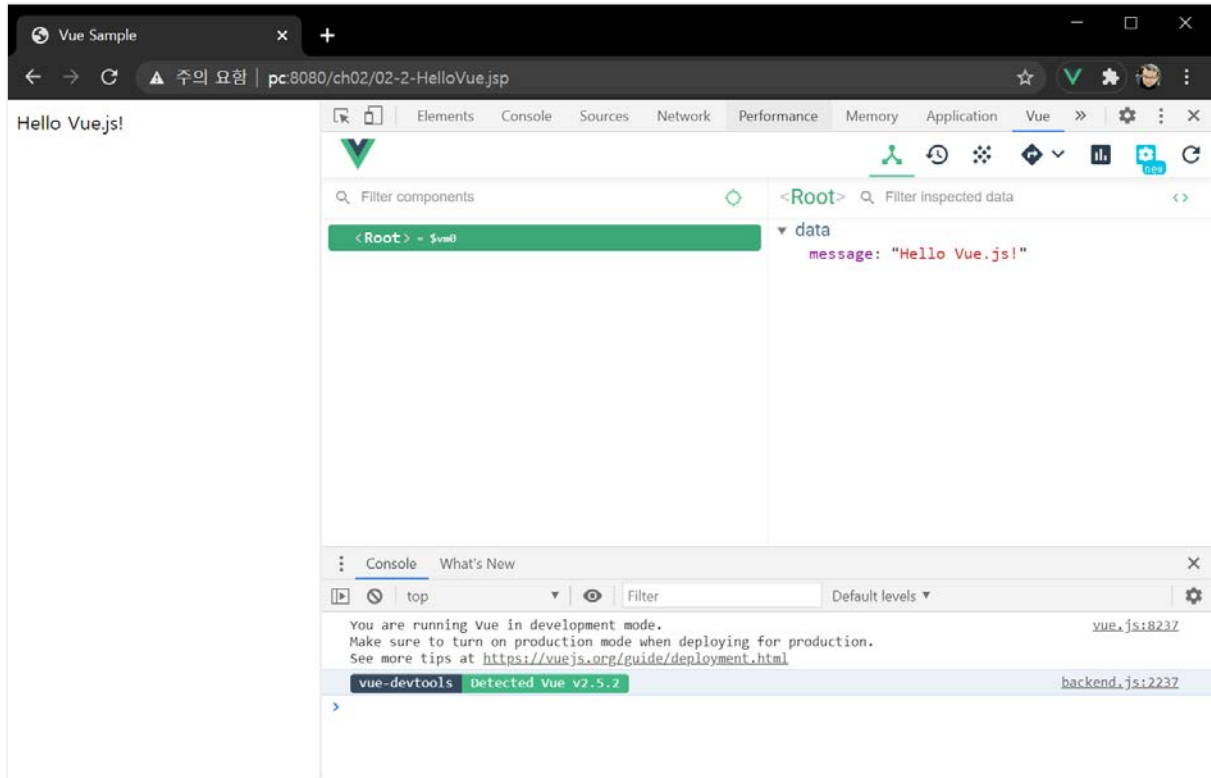 Vue Sample
주의 요함 | pc:8080/ch02/02-2-HelloVue.jsp
Hello Vue.js!
Elements Console Sources Network Performance Memory Application Vue
new
Filter components
<Root> Filter inspected data
<Root> = $vm0
data
message: "Hello Vue.js!"
Console What's New
top Filter Default levels
You are running Vue in development mode. vue.js:8237
Make sure to turn on production mode when deploying for production.
See more tips at https://vuejs.org/guide/deployment.html
vue-devtools Detected Vue v2.5.2 backend.js:2237